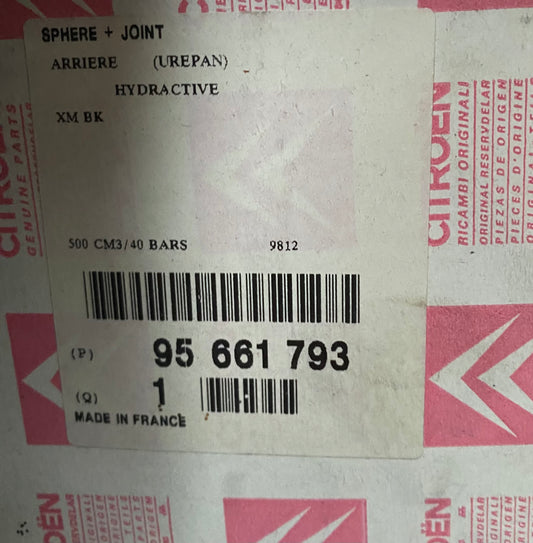 SPHERE + JOINT
ARRIERE (UREPAN)
HYDRACTIVE
XM BK
500 CM3/40 BARS 9812
(P) 95 661 793
(Q) 1
MADE IN FRANCE
CITROËN
GENUINE PARTS
CITROËN
RICAMBI ORIGINALI
ORIGINAL RESERVDELAR
PIEZAS DE ORIGEN
PIECES D'ORIGINE